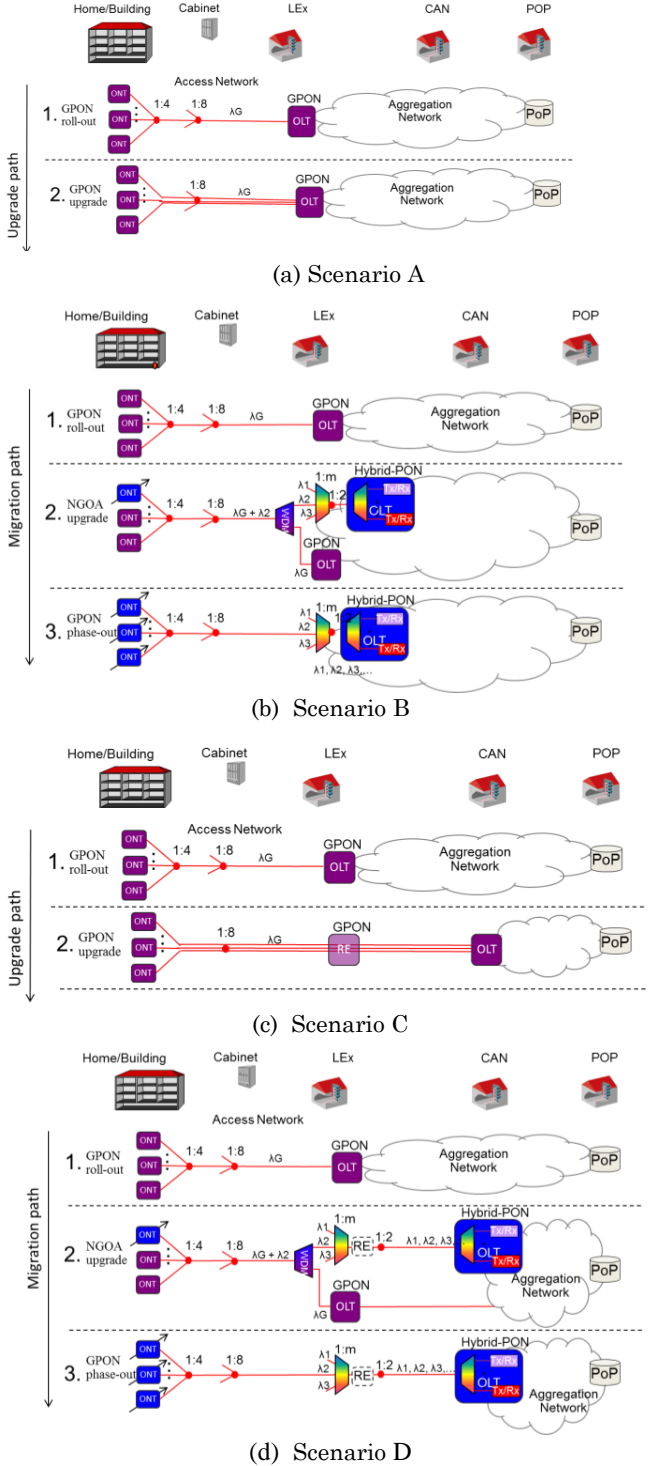 Home/Building Cabinet LEx CAN POP
Access Network
Upgrade path
1. GPON roll-out
ONT
ONT
ONT
1:4 1:8 λG
GPON
OLT
Aggregation
Network
PoP
2. GPON upgrade
ONT
ONT
ONT
1:8 λG
GPON
OLT
Aggregation
Network
PoP
(a) Scenario A
Home/Building Cabinet LEx CAN POP
Migration path
1. GPON roll-out
ONT
ONT
ONT
1:4 1:8 λG
GPON
OLT
Aggregation
Network
PoP
2. NGOA upgrade
ONT
ONT
ONT
1:4 1:8 λG + λ2
WDM
λ1
λ2
λ3
1:m
1:2
Hybrid-PON
Tx/Rx
OLT
Tx/Rx
GPON
λG
OLT
PoP
3. GPON phase-out
ONT
ONT
ONT
1:4 1:8
λ1
λ2
λ3
1:m
Hybrid-PON
Tx/Rx
OLT
Tx/Rx
λ1, λ2, λ3,...
PoP
(b) Scenario B
Home/Building Cabinet LEx CAN POP
Access Network
Upgrade path
1. GPON roll-out
ONT
ONT
ONT
1:4 1:8 λG
GPON
OLT
Aggregation
Network
PoP
2. GPON upgrade
ONT
ONT
ONT
1:8 λG
GPON
RE
OLT
PoP
(c) Scenario C
Home/Building Cabinet LEx CAN POP
Access Network
Migration path
1. GPON roll-out
ONT
ONT
ONT
1:4 1:8 λG
GPON
OLT
Aggregation
Network
PoP
2. NGOA upgrade
ONT
ONT
ONT
1:4 1:8 λG + λ2
WDM
λ1
λ2
λ3
1:m
RE
1:2
λ1, λ2, λ3,
Hybrid-PON
Tx/Rx
OLT
Tx/Rx
GPON
λG
OLT
Aggregation
Network
PoP
3. GPON phase-out
ONT
ONT
ONT
1:4 1:8
λ1
λ2
λ3
1:m
RE
1:2
λ1, λ2, λ3,...
Hybrid-PON
Tx/Rx
OLT
Tx/Rx
Aggregation
Network
PoP
(d) Scenario D